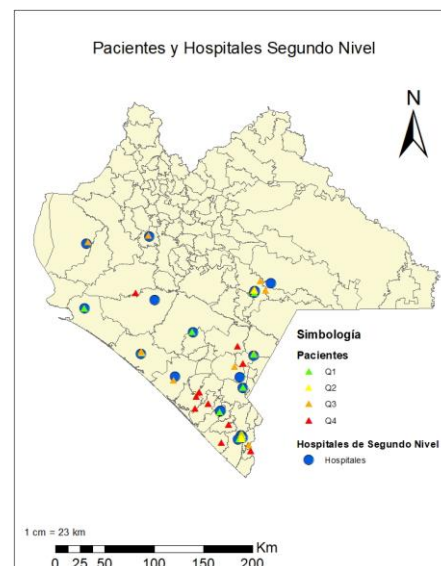 Pacientes y Hospitales Segundo Nivel
N
Simbología
Pacientes
Q1
Q2
Q3
Q4
Hospitales de Segundo Nivel
Hospitales
1 cm = 23 km
Km
0 25 50 100 150 200